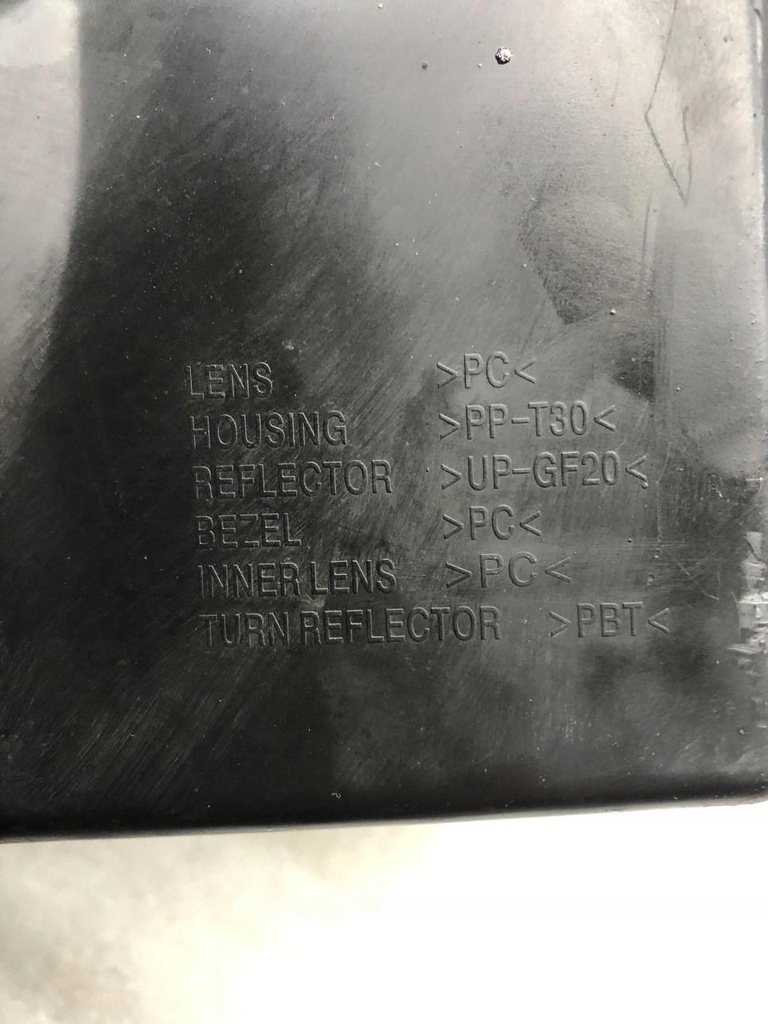 LENS >PC<
HOUSING >PP-T30<
REFLECTOR >UP-GF20<
BEZEL >PC<
INNER LENS >PC<
TURN REFLECTOR >PBT<